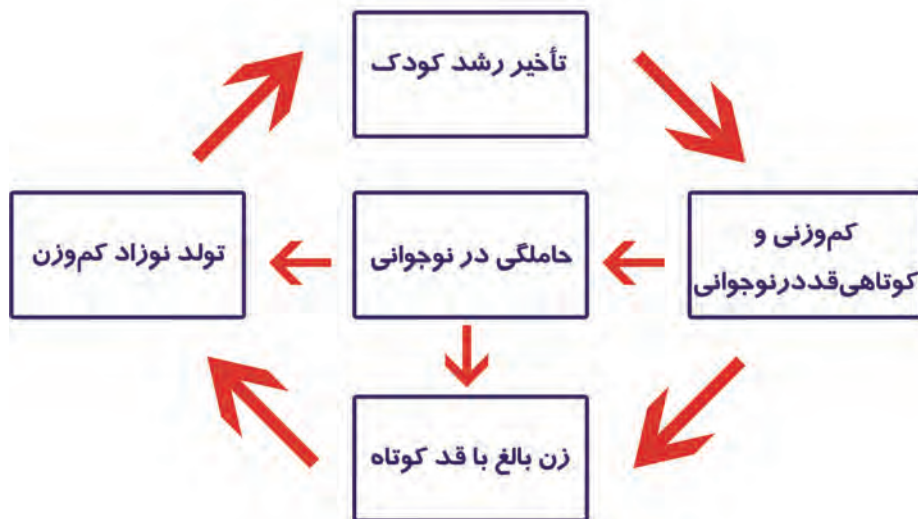 تأخیر رشد کودک
کم‌وزنی و
کوتاهی‌قددرنوجوانی
حاملگی در نوجوانی
تولد نوزاد کم‌وزن
زن بالغ با قد کوتاه